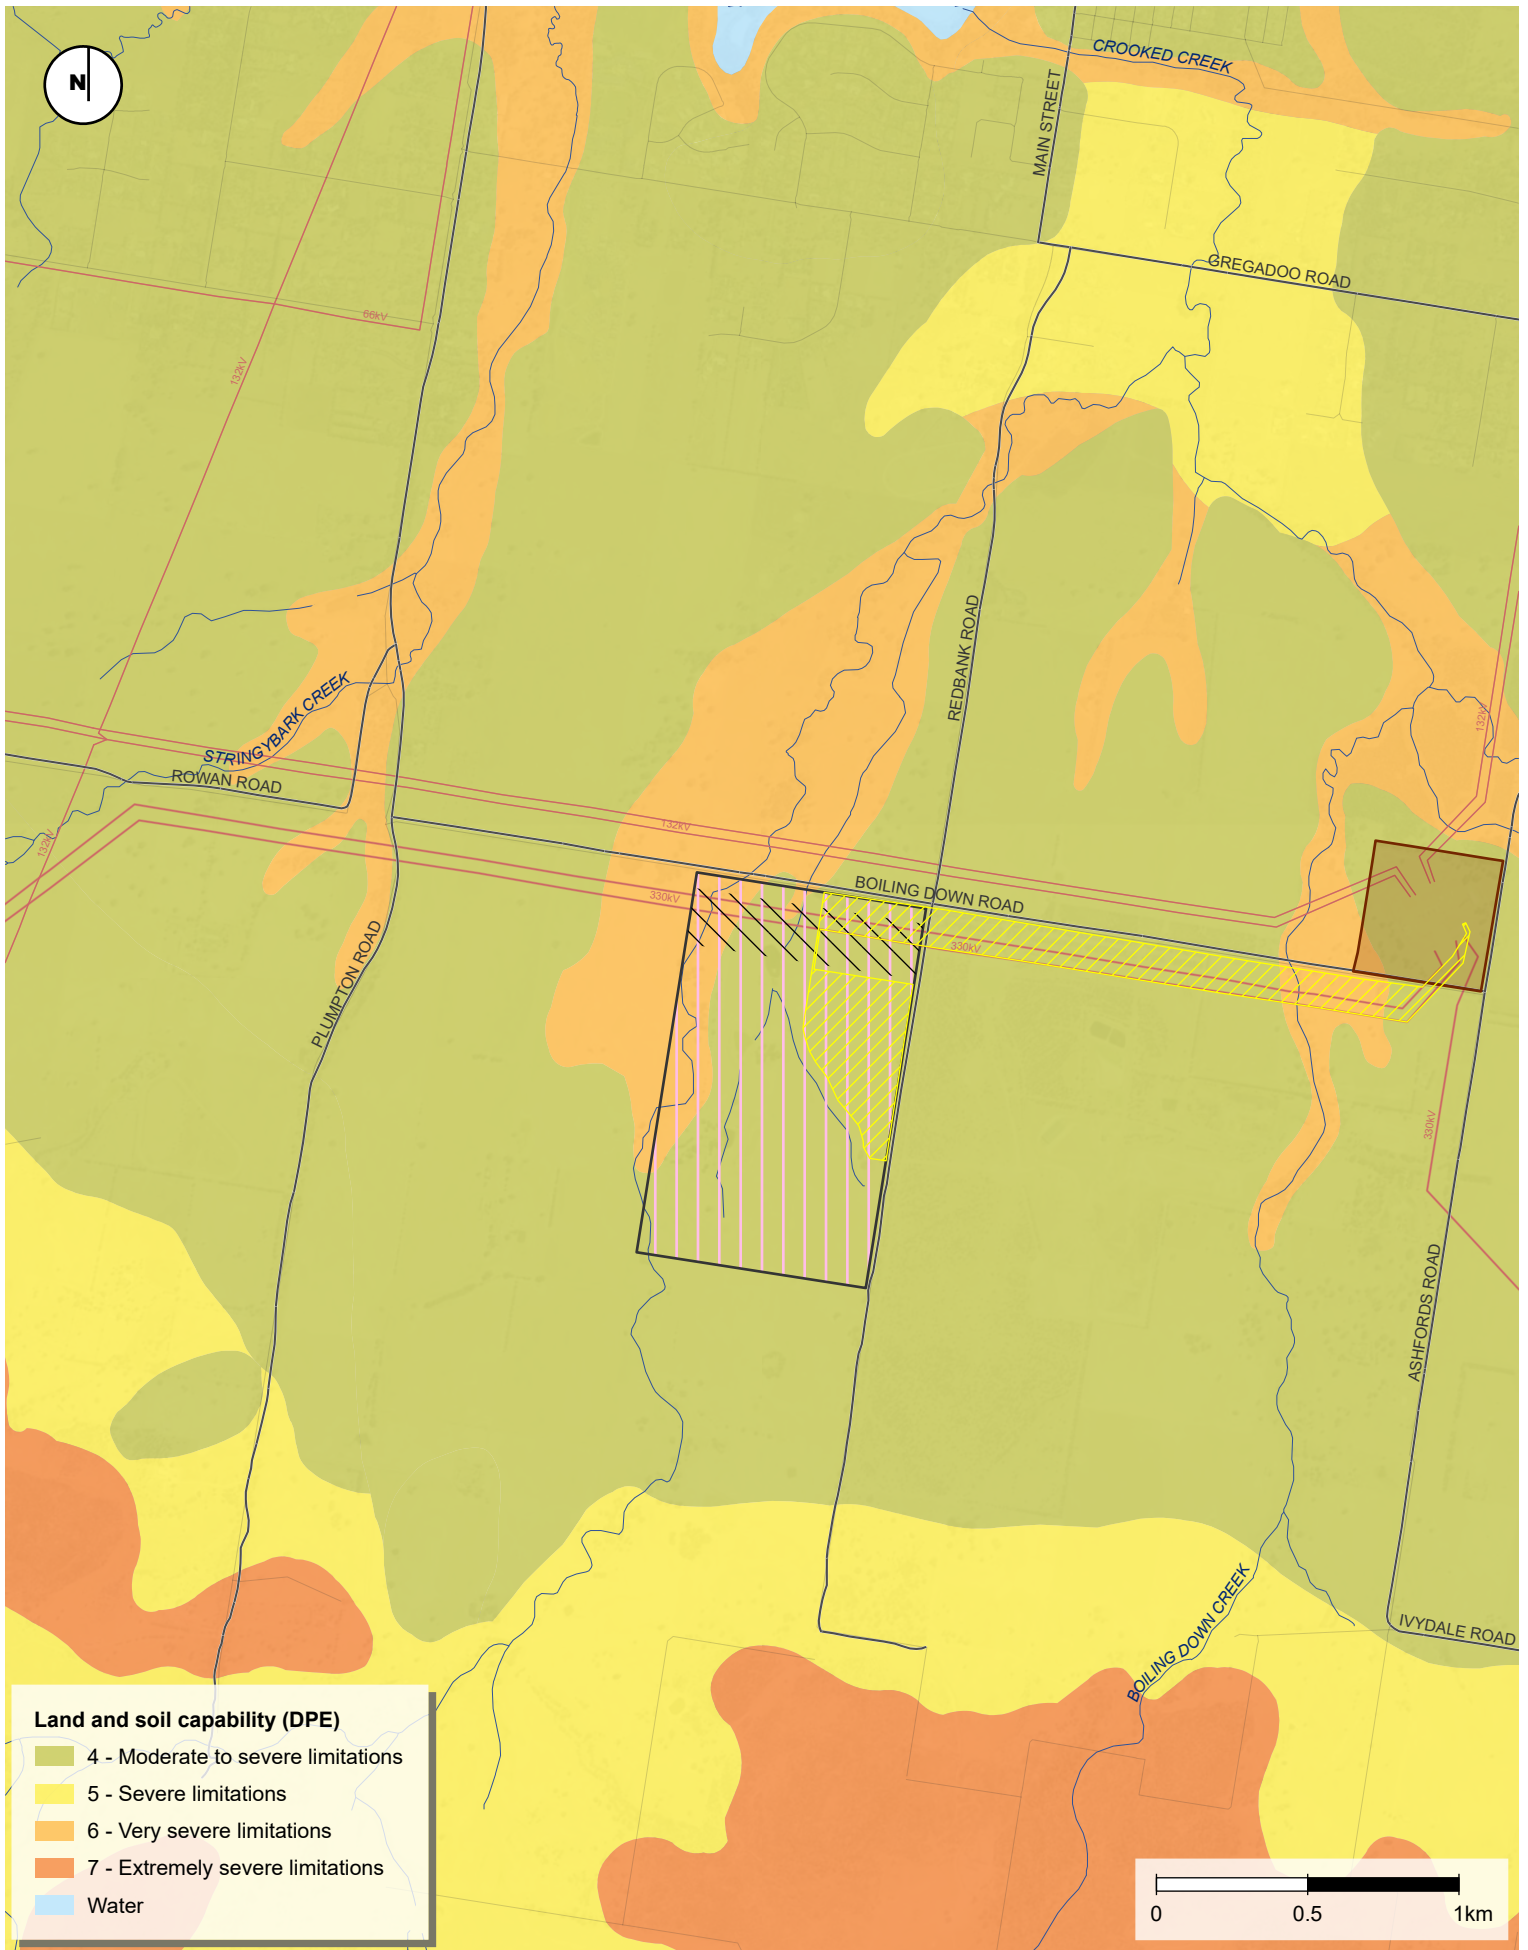 N
CROOKED CREEK
MAIN STREET
GREGADOO ROAD
66kV
132kV
REDBANK ROAD
STRINGYBARK CREEK
ROWAN ROAD
132kV
132kV
132kV
330kV
BOILING DOWN ROAD
330kV
PLUMPTON ROAD
330kV
ASHFORDS ROAD
BOILING DOWN CREEK
IVYDALE ROAD
Land and soil capability (DPE)
4 - Moderate to severe limitations
5 - Severe limitations
6 - Very severe limitations
7 - Extremely severe limitations
Water
0 0.5 1km